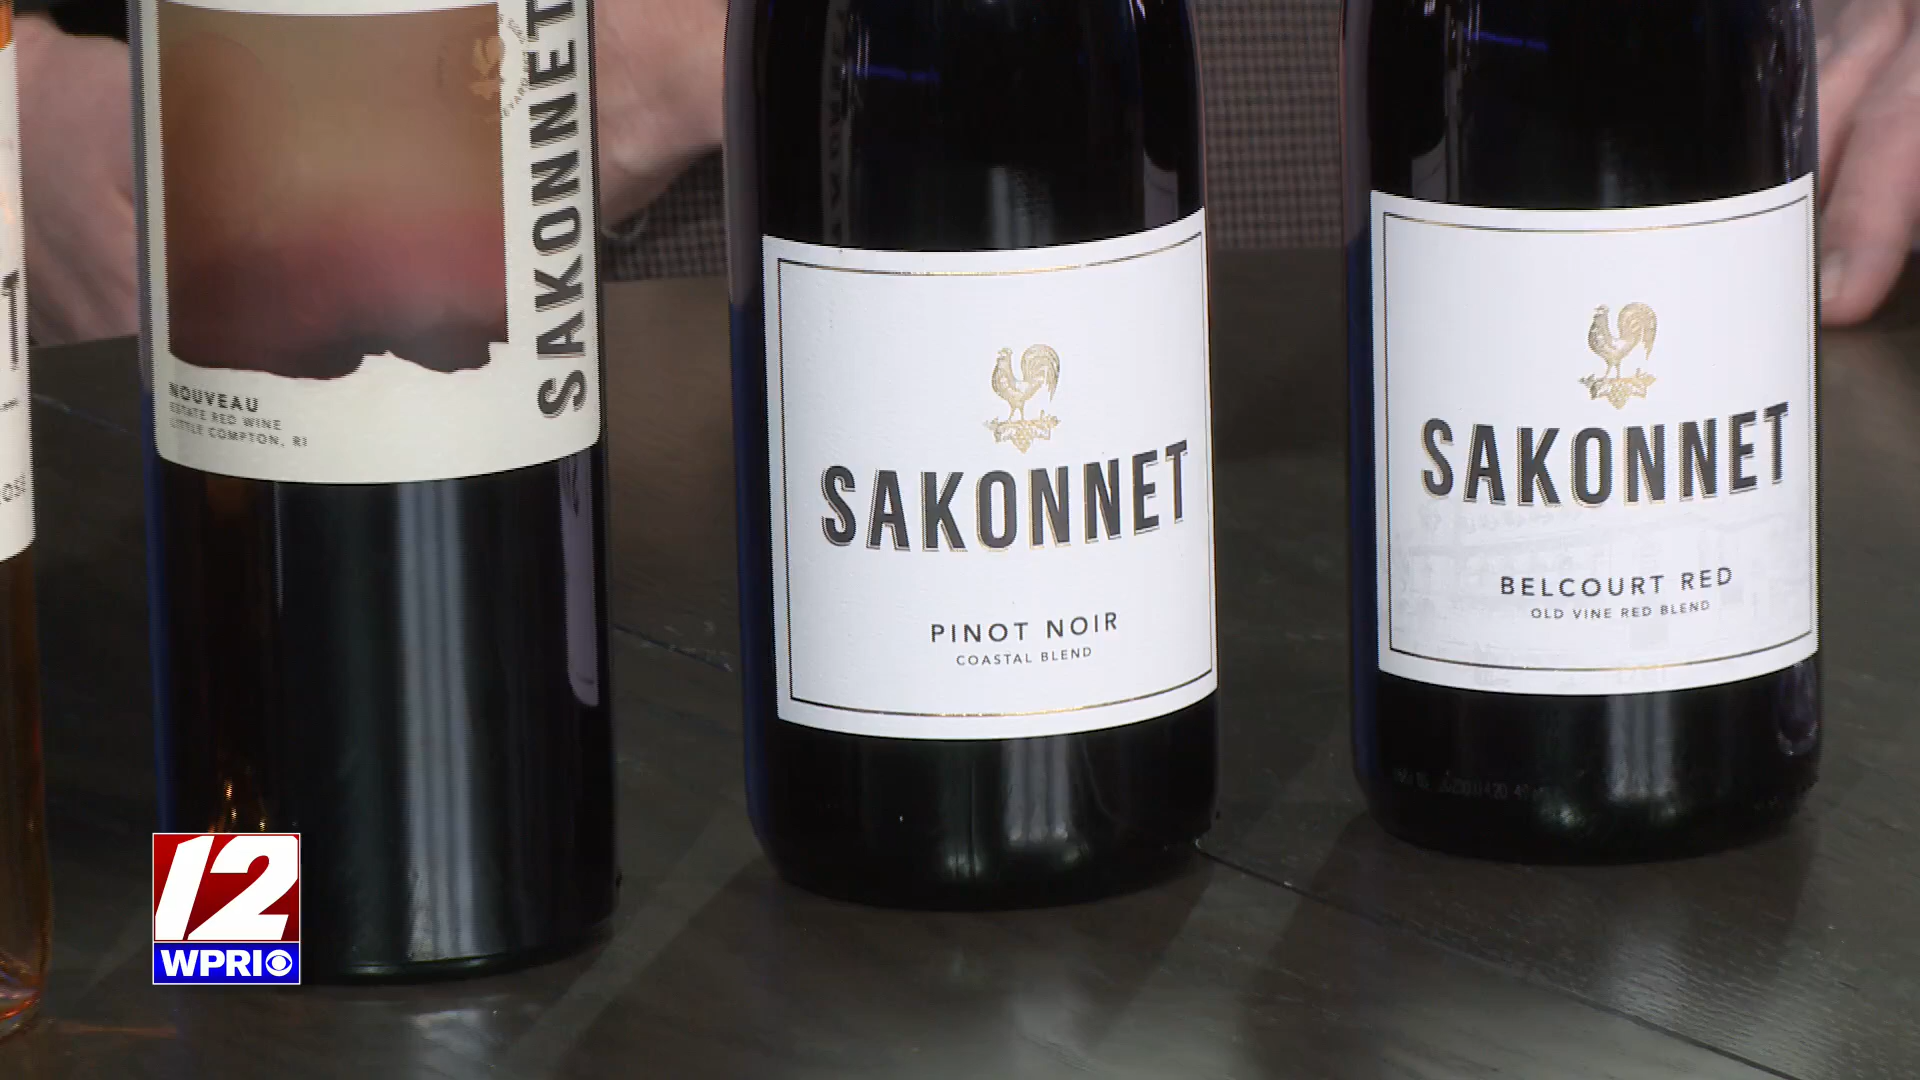 SAKONNET
NOUVEAU
ESTATE RED WINE
LITTLE COMPTON, RI
SAKONNET
PINOT NOIR
COASTAL BLEND
SAKONNET
BELCOURT RED
OLD VINE RED BLEND
12
WPRI